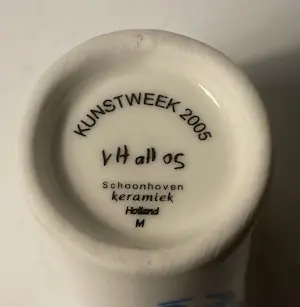 KUNSTWEEK 2005
VHall 05
Schoonhoven
keramiek
Holland
M